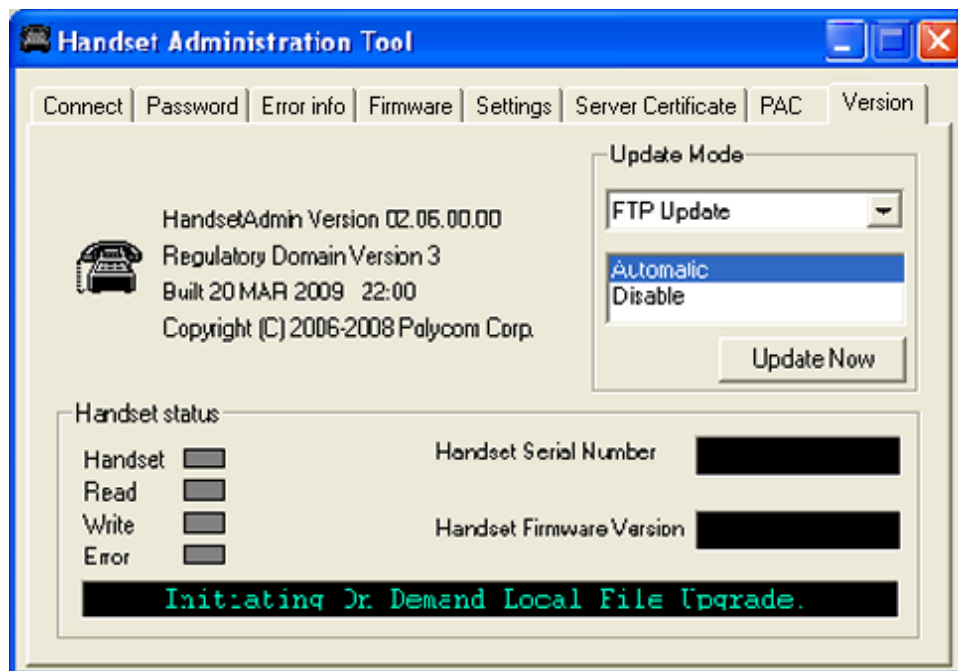 Handset Administration Tool
Connect Password Error info Firmware Settings Server Certificate PAC Version
HandsetAdmin Version 02.06.00.00
Regulatory Domain Version 3
Built 20 MAR 2009 22:00
Copyright (C) 2006-2008 Polycom Corp.
Update Mode
FTP Update
Automatic
Disable
Update Now
Handset status
Handset
Read
Write
Error
Handset Serial Number
Handset Firmware Version
Initiating On Demand Local File Upgrade.